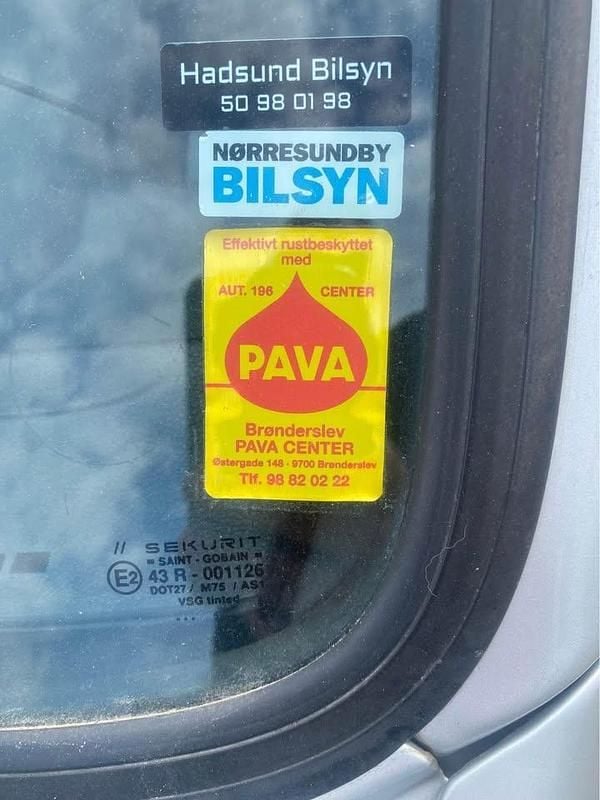 Hadsund Bilsyn
50 98 01 98
NØRRESUNDBY
BILSYN
Effektivt rustbeskyttet
med
AUT. 196 CENTER
PAVA
Brønderslev
PAVA CENTER
Østergade 148 - 9700 Brønderslev
Tlf. 98 82 02 22
// SEKURIT
= SAINT - GOBAIN =
E2 43 R - 001126
DOT27 / M75 / AS1
VSG tinted
...